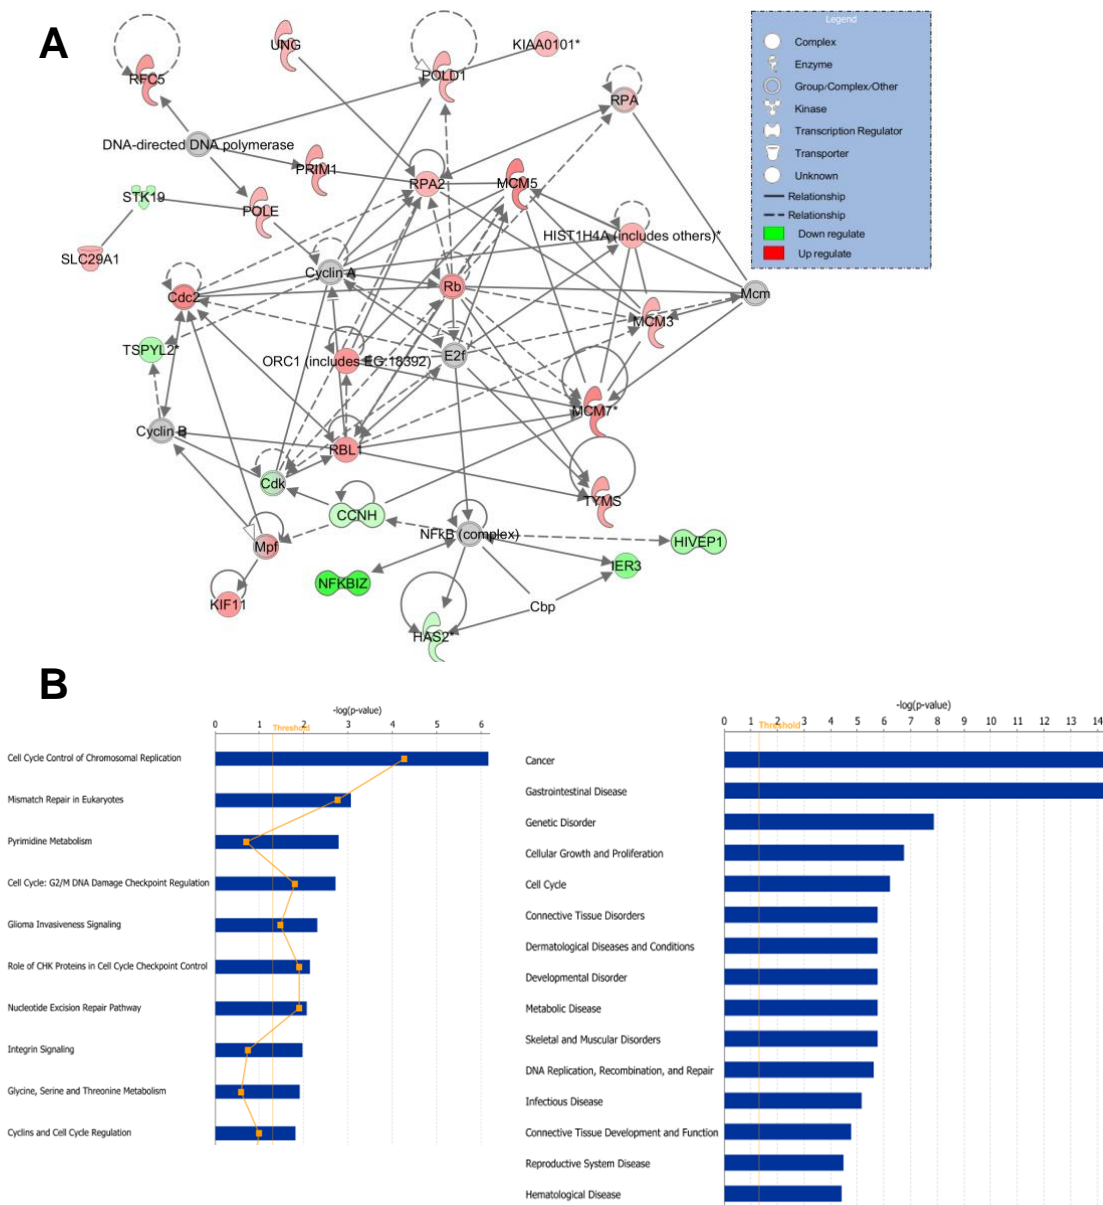 A
Legend
Complex
Enzyme
Group/Complex/Other
Kinase
Transcription Regulator
Transporter
Unknown
Relationship
Relationship
Down regulate
Up regulate
UNG
KIAA0101*
RFC5
POLD1
RPA
DNA-directed DNA polymerase
PRIM1
RPA2
MCM5
STK19
POLE
HIST1H4A (includes others)*
SLC29A1
Cyclin A
Cdc2
Rb
Mcm
MCM3
TSPYL2*
ORC1 (includes EG:18392)
E2f
MCM7*
Cyclin B
RBL1
Cdk
TYMS
CCNH
NFkB (complex)
HIVEP1
Mpf
IER3
NFKBIZ
KIF11
Cbp
HAS2*
B
-log(p-value)
0 1 2 3 4 5 6
Threshold
Cell Cycle Control of Chromosomal Replication
Mismatch Repair in Eukaryotes
Pyrimidine Metabolism
Cell Cycle: G2/M DNA Damage Checkpoint Regulation
Glioma Invasiveness Signaling
Role of CHK Proteins in Cell Cycle Checkpoint Control
Nucleotide Excision Repair Pathway
Integrin Signaling
Glycine, Serine and Threonine Metabolism
Cyclins and Cell Cycle Regulation
-log(p-value)
0 1 2 3 4 5 6 7 8 9 10 11 12 13 14
Threshold
Cancer
Gastrointestinal Disease
Genetic Disorder
Cellular Growth and Proliferation
Cell Cycle
Connective Tissue Disorders
Dermatological Diseases and Conditions
Developmental Disorder
Metabolic Disease
Skeletal and Muscular Disorders
DNA Replication, Recombination, and Repair
Infectious Disease
Connective Tissue Development and Function
Reproductive System Disease
Hematological Disease